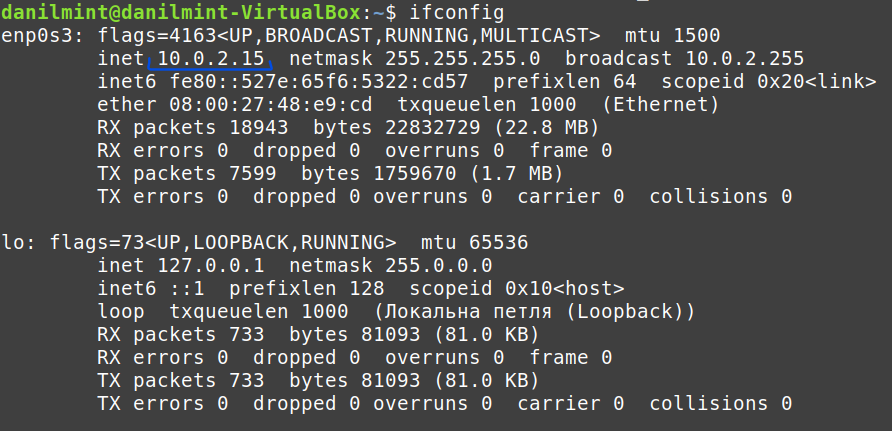 danilmint@danilmint-VirtualBox:~$ ifconfig
enp0s3: flags=4163<UP,BROADCAST,RUNNING,MULTICAST>  mtu 1500
        inet 10.0.2.15  netmask 255.255.255.0  broadcast 10.0.2.255
        inet6 fe80::527e:65f6:5322:cd57  prefixlen 64  scopeid 0x20<link>
        ether 08:00:27:48:e9:cd  txqueuelen 1000  (Ethernet)
        RX packets 18943  bytes 22832729 (22.8 MB)
        RX errors 0  dropped 0  overruns 0  frame 0
        TX packets 7599  bytes 1759670 (1.7 MB)
        TX errors 0  dropped 0 overruns 0  carrier 0  collisions 0

lo: flags=73<UP,LOOPBACK,RUNNING>  mtu 65536
        inet 127.0.0.1  netmask 255.0.0.0
        inet6 ::1  prefixlen 128  scopeid 0x10<host>
        loop  txqueuelen 1000  (Локальна петля (Loopback))
        RX packets 733  bytes 81093 (81.0 KB)
        RX errors 0  dropped 0  overruns 0  frame 0
        TX packets 733  bytes 81093 (81.0 KB)
        TX errors 0  dropped 0 overruns 0  carrier 0  collisions 0